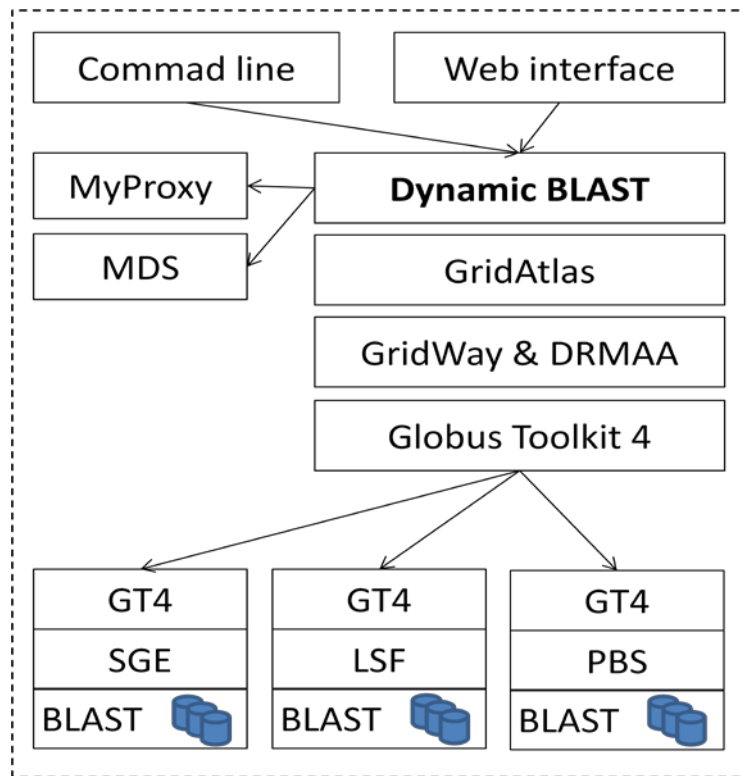 Commad line
Web interface
MyProxy
Dynamic BLAST
MDS
GridAtlas
GridWay & DRMAA
Globus Toolkit 4
GT4
GT4
GT4
SGE
LSF
PBS
BLAST
BLAST
BLAST